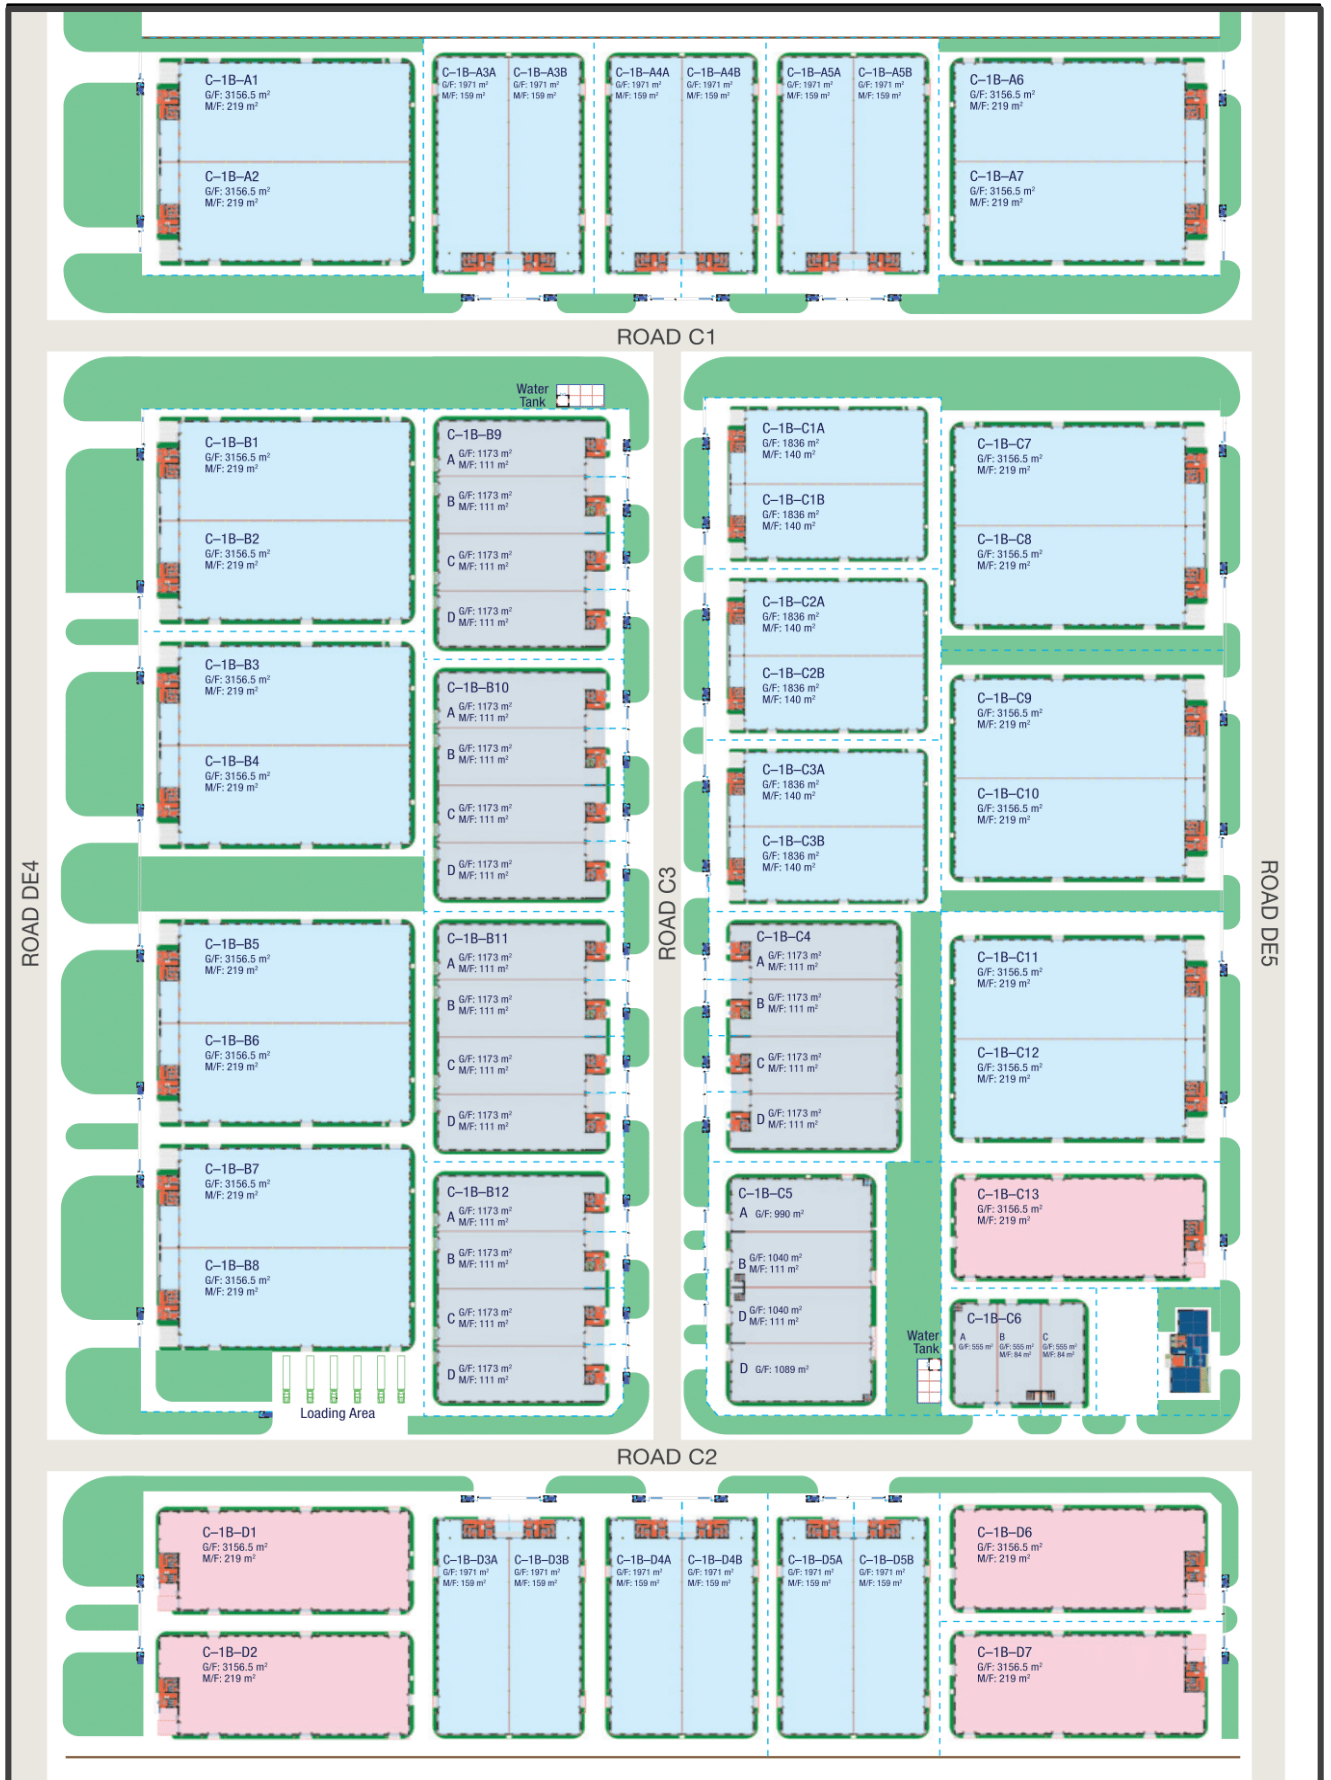 C–1B–A1
G/F: 3156.5 m²
M/F: 219 m²
C–1B–A2
G/F: 3156.5 m²
M/F: 219 m²
C–1B–A3A
G/F: 1971 m²
M/F: 159 m²
C–1B–A3B
G/F: 1971 m²
M/F: 159 m²
C–1B–A4A
G/F: 1971 m²
M/F: 159 m²
C–1B–A4B
G/F: 1971 m²
M/F: 159 m²
C–1B–A5A
G/F: 1971 m²
M/F: 159 m²
C–1B–A5B
G/F: 1971 m²
M/F: 159 m²
C–1B–A6
G/F: 3156.5 m²
M/F: 219 m²
C–1B–A7
G/F: 3156.5 m²
M/F: 219 m²
ROAD C1
Water
Tank
C–1B–B1
G/F: 3156.5 m²
M/F: 219 m²
C–1B–B2
G/F: 3156.5 m²
M/F: 219 m²
C–1B–B3
G/F: 3156.5 m²
M/F: 219 m²
C–1B–B4
G/F: 3156.5 m²
M/F: 219 m²
C–1B–B5
G/F: 3156.5 m²
M/F: 219 m²
C–1B–B6
G/F: 3156.5 m²
M/F: 219 m²
C–1B–B7
G/F: 3156.5 m²
M/F: 219 m²
C–1B–B8
G/F: 3156.5 m²
M/F: 219 m²
Loading Area
C–1B–B9
A G/F: 1173 m²
M/F: 111 m²
B G/F: 1173 m²
M/F: 111 m²
C G/F: 1173 m²
M/F: 111 m²
D G/F: 1173 m²
M/F: 111 m²
C–1B–B10
A G/F: 1173 m²
M/F: 111 m²
B G/F: 1173 m²
M/F: 111 m²
C G/F: 1173 m²
M/F: 111 m²
D G/F: 1173 m²
M/F: 111 m²
C–1B–B11
A G/F: 1173 m²
M/F: 111 m²
B G/F: 1173 m²
M/F: 111 m²
C G/F: 1173 m²
M/F: 111 m²
D G/F: 1173 m²
M/F: 111 m²
C–1B–B12
A G/F: 1173 m²
M/F: 111 m²
B G/F: 1173 m²
M/F: 111 m²
C G/F: 1173 m²
M/F: 111 m²
D G/F: 1173 m²
M/F: 111 m²
ROAD DE4
ROAD C3
ROAD DE5
C–1B–C1A
G/F: 1836 m²
M/F: 140 m²
C–1B–C1B
G/F: 1836 m²
M/F: 140 m²
C–1B–C2A
G/F: 1836 m²
M/F: 140 m²
C–1B–C2B
G/F: 1836 m²
M/F: 140 m²
C–1B–C3A
G/F: 1836 m²
M/F: 140 m²
C–1B–C3B
G/F: 1836 m²
M/F: 140 m²
C–1B–C4
A G/F: 1173 m²
M/F: 111 m²
B G/F: 1173 m²
M/F: 111 m²
C G/F: 1173 m²
M/F: 111 m²
D G/F: 1173 m²
M/F: 111 m²
C–1B–C5
A G/F: 990 m²
B G/F: 1040 m²
M/F: 111 m²
D G/F: 1040 m²
M/F: 111 m²
D G/F: 1089 m²
C–1B–C7
G/F: 3156.5 m²
M/F: 219 m²
C–1B–C8
G/F: 3156.5 m²
M/F: 219 m²
C–1B–C9
G/F: 3156.5 m²
M/F: 219 m²
C–1B–C10
G/F: 3156.5 m²
M/F: 219 m²
C–1B–C11
G/F: 3156.5 m²
M/F: 219 m²
C–1B–C12
G/F: 3156.5 m²
M/F: 219 m²
C–1B–C13
G/F: 3156.5 m²
M/F: 219 m²
Water
Tank
C–1B–C6
A
G/F: 555 m²
B
G/F: 555 m²
M/F: 84 m²
C
G/F: 555 m²
M/F: 84 m²
ROAD C2
C–1B–D1
G/F: 3156.5 m²
M/F: 219 m²
C–1B–D2
G/F: 3156.5 m²
M/F: 219 m²
C–1B–D3A
G/F: 1971 m²
M/F: 159 m²
C–1B–D3B
G/F: 1971 m²
M/F: 159 m²
C–1B–D4A
G/F: 1971 m²
M/F: 159 m²
C–1B–D4B
G/F: 1971 m²
M/F: 159 m²
C–1B–D5A
G/F: 1971 m²
M/F: 159 m²
C–1B–D5B
G/F: 1971 m²
M/F: 159 m²
C–1B–D6
G/F: 3156.5 m²
M/F: 219 m²
C–1B–D7
G/F: 3156.5 m²
M/F: 219 m²